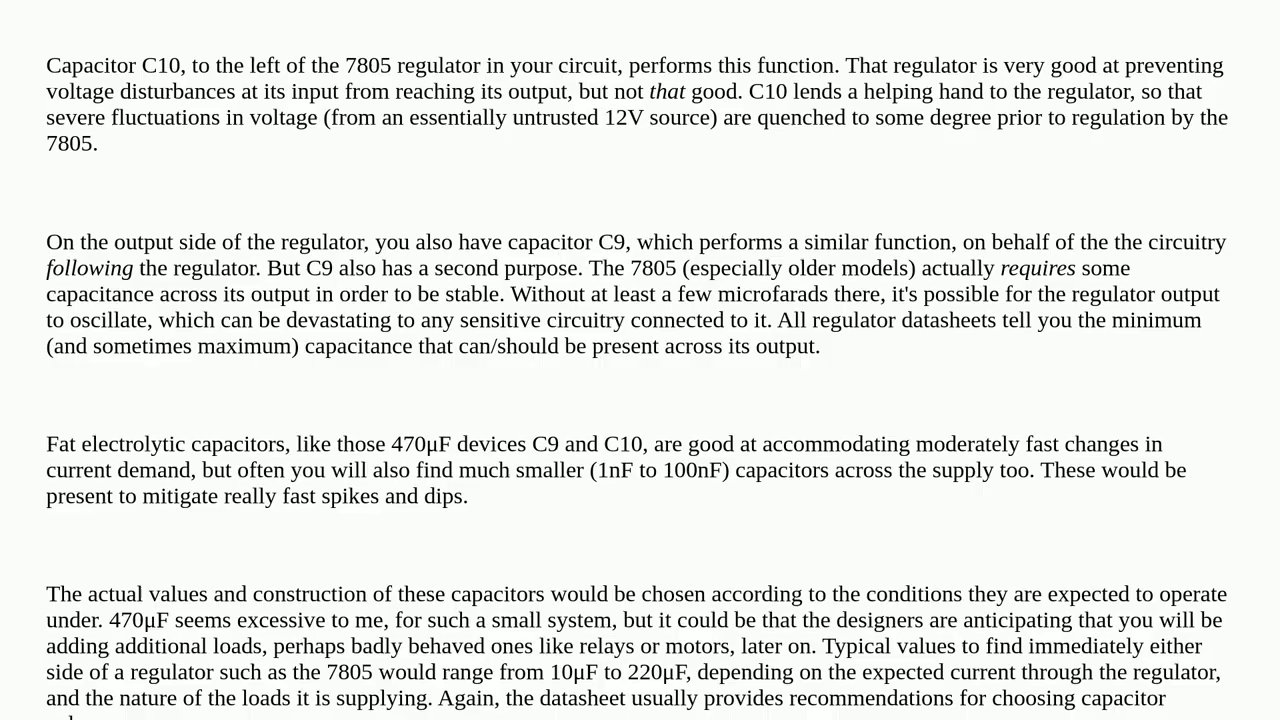 Capacitor C10, to the left of the 7805 regulator in your circuit, performs this function. That regulator is very good at preventing
voltage disturbances at its input from reaching its output, but not that good. C10 lends a helping hand to the regulator, so that
severe fluctuations in voltage (from an essentially untrusted 12V source) are quenched to some degree prior to regulation by the
7805.
On the output side of the regulator, you also have capacitor C9, which performs a similar function, on behalf of the the circuitry
following the regulator. But C9 also has a second purpose. The 7805 (especially older models) actually requires some
capacitance across its output in order to be stable. Without at least a few microfarads there, it's possible for the regulator output
to oscillate, which can be devastating to any sensitive circuitry connected to it. All regulator datasheets tell you the minimum
(and sometimes maximum) capacitance that can/should be present across its output.
Fat electrolytic capacitors, like those 470μF devices C9 and C10, are good at accommodating moderately fast changes in
current demand, but often you will also find much smaller (1nF to 100nF) capacitors across the supply too. These would be
present to mitigate really fast spikes and dips.
The actual values and construction of these capacitors would be chosen according to the conditions they are expected to operate
under. 470μF seems excessive to me, for such a small system, but it could be that the designers are anticipating that you will be
adding additional loads, perhaps badly behaved ones like relays or motors, later on. Typical values to find immediately either
side of a regulator such as the 7805 would range from 10μF to 220μF, depending on the expected current through the regulator,
and the nature of the loads it is supplying. Again, the datasheet usually provides recommendations for choosing capacitor